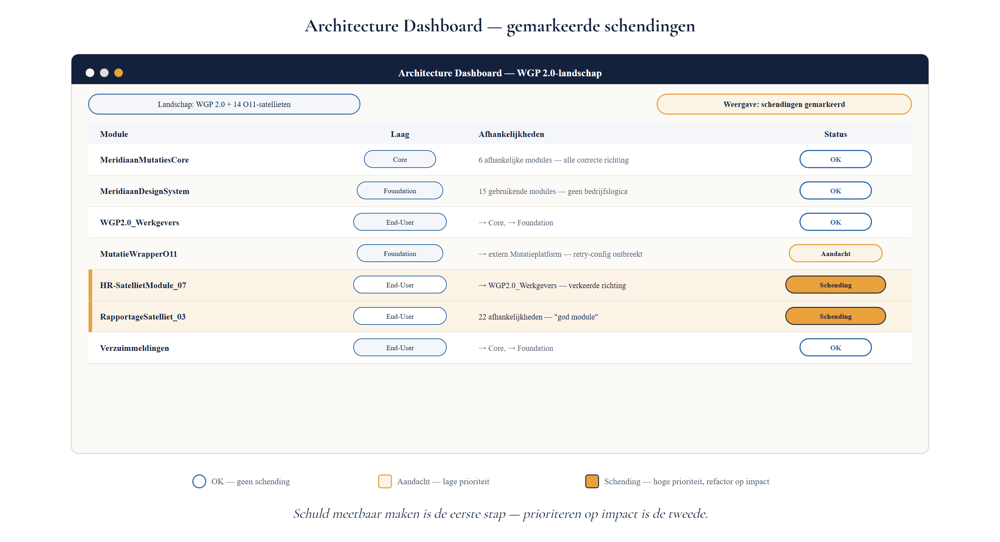 Architecture Dashboard — gemarkeerde schendingen
Architecture Dashboard — WGP 2.0-landschap
Landschap: WGP 2.0 + 14 O11-satellieten
Weergave: schendingen gemarkeerd
Module Laag Afhankelijkheden Status
MeridiaanMutatiesCore Core 6 afhankelijke modules — alle correcte richting OK
MeridiaanDesignSystem Foundation 15 gebruikende modules — geen bedrijfslogica OK
WGP2.0_Werkgevers End-User → Core, → Foundation OK
MutatieWrapperO11 Foundation → extern Mutatieplatform — retry-config ontbreekt Aandacht
HR-SatellietModule_07 End-User → WGP2.0_Werkgevers — verkeerde richting Schending
RapportageSatelliet_03 End-User 22 afhankelijkheden — "god module" Schending
Verzuimmeldingen End-User → Core, → Foundation OK
OK — geen schending
Aandacht — lage prioriteit
Schending — hoge prioriteit, refactor op impact
Schuld meetbaar maken is de eerste stap — prioriteren op impact is de tweede.